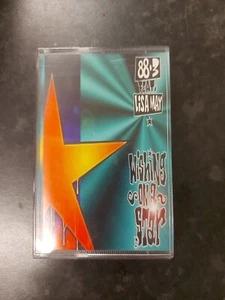 88.3
FEAT.
LISA MAY
WISHING
ON A
STAR